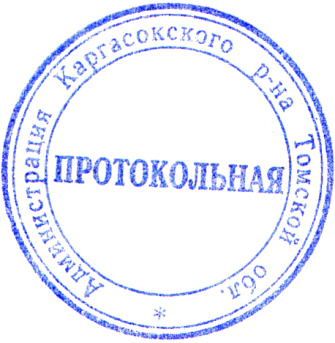 Администрация Каргасокского р-на Томской обл.
ПРОТОКОЛЬНАЯ
*